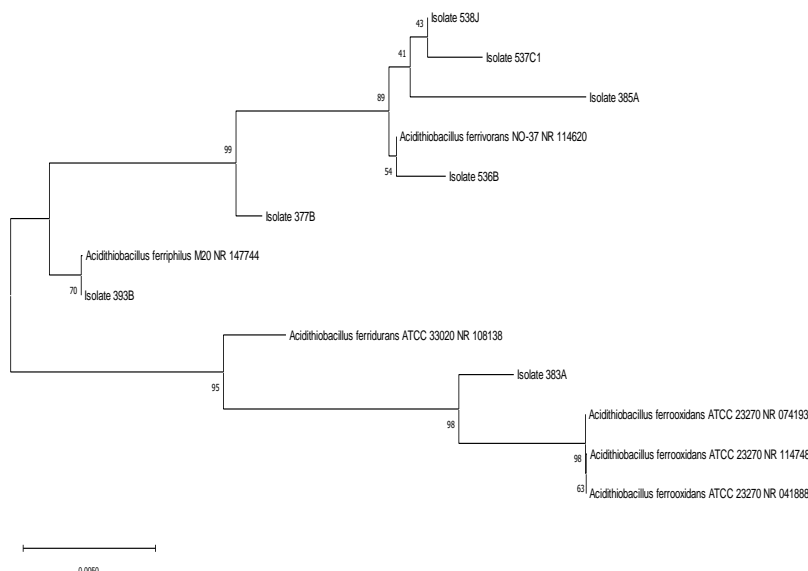 43
Isolate 538J
Isolate 537C1
41
Isolate 385A
89
Acidithiobacillus ferrivorans NO-37 NR 114620
54
Isolate 536B
99
Isolate 377B
Acidithiobacillus ferriphilus M20 NR 147744
70
Isolate 393B
Acidithiobacillus ferridurans ATCC 33020 NR 108138
95
Isolate 383A
98
Acidithiobacillus ferrooxidans ATCC 23270 NR 074193
Acidithiobacillus ferrooxidans ATCC 23270 NR 114748
98
Acidithiobacillus ferrooxidans ATCC 23270 NR 041888
63
0.0050